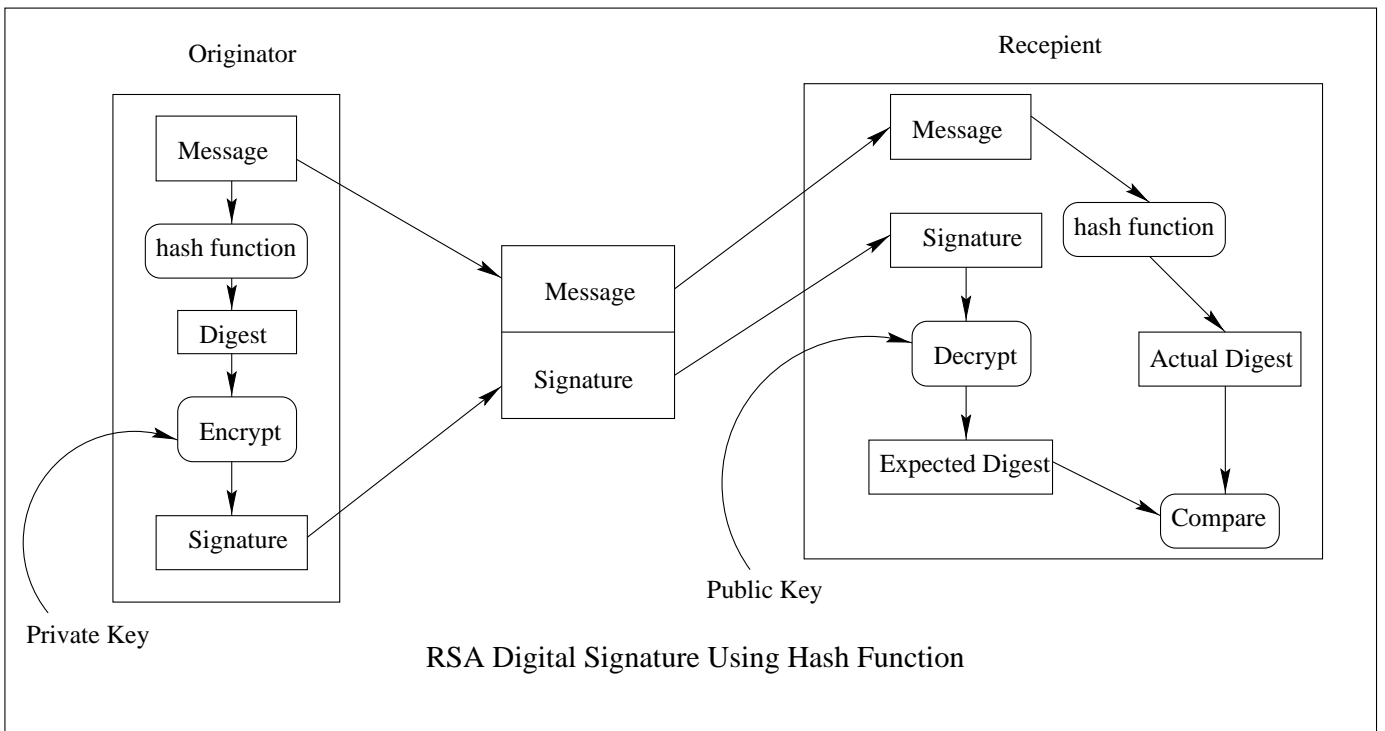 Originator
Message
hash function
Digest
Encrypt
Signature
Private Key
Message
Signature
Recepient
Message
Signature
Decrypt
Expected Digest
hash function
Actual Digest
Compare
Public Key
RSA Digital Signature Using Hash Function